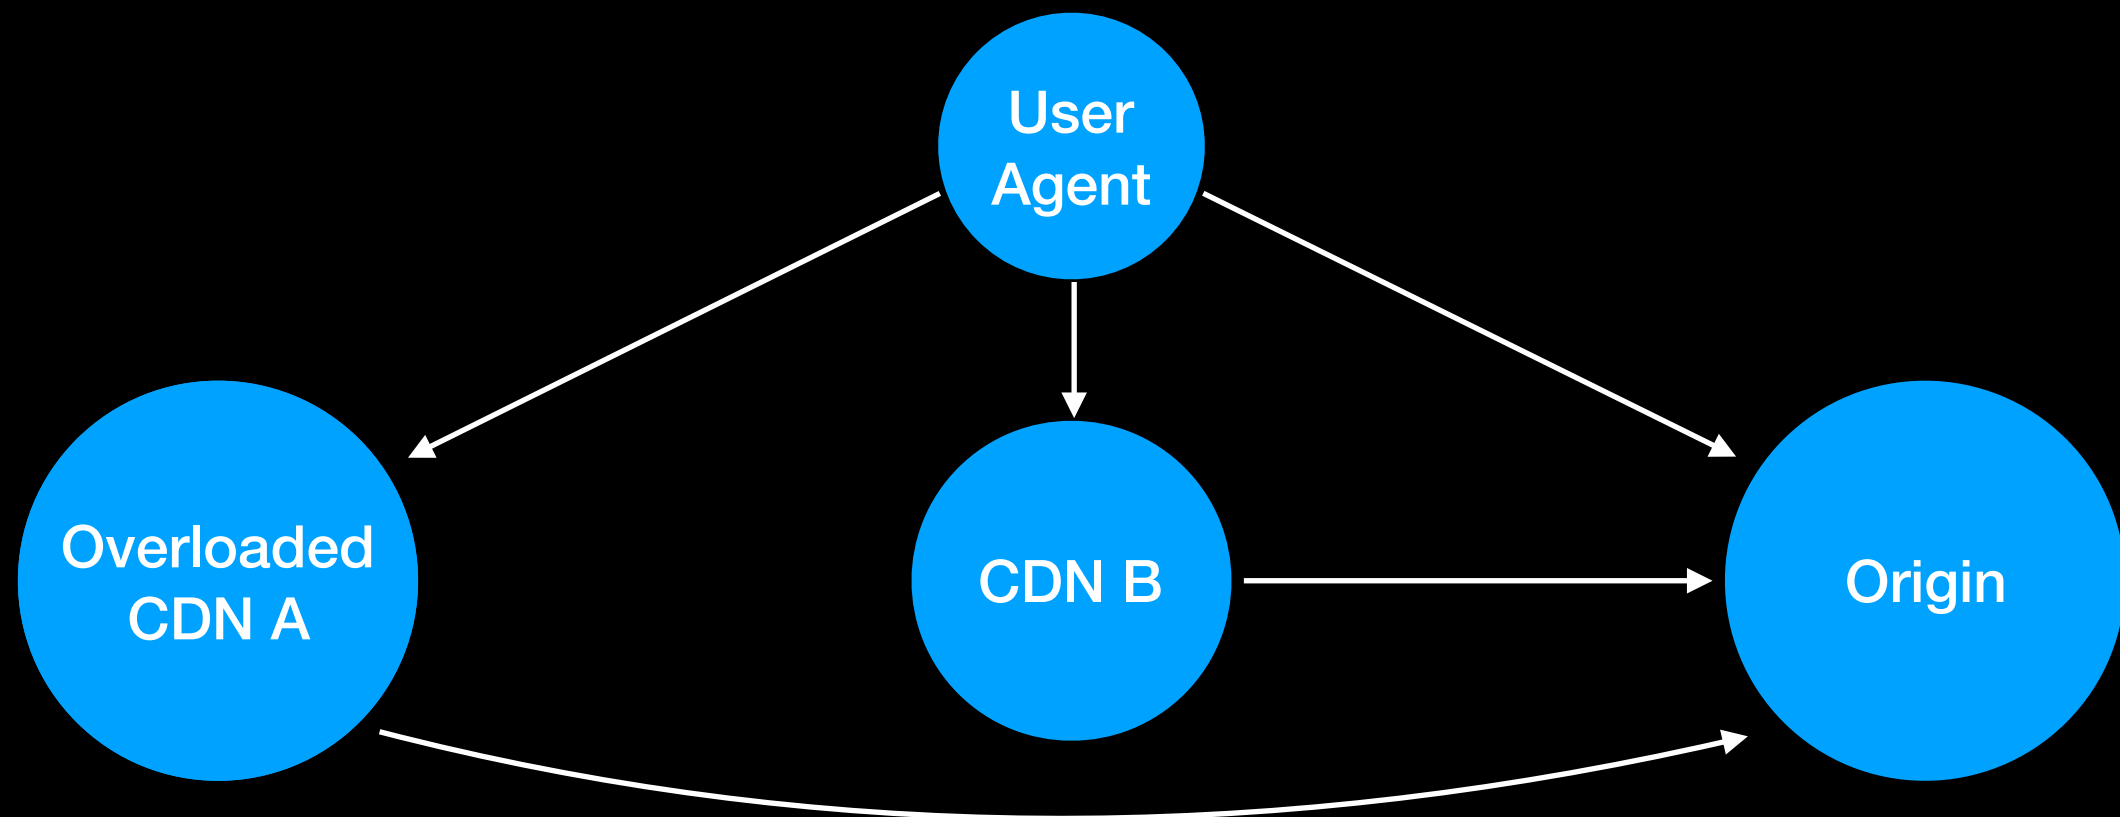 User
Agent
Overloaded
CDN A
CDN B
Origin